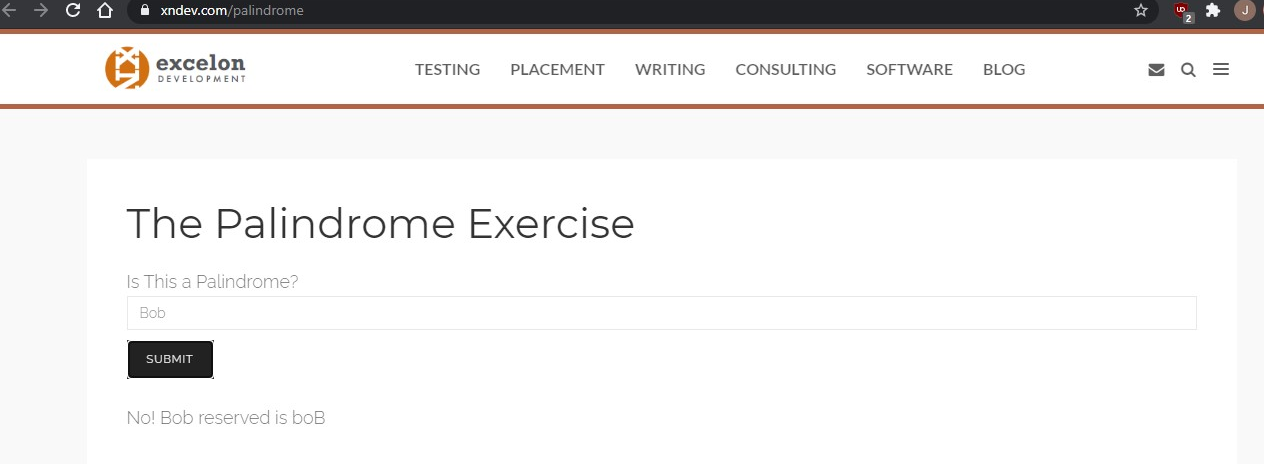 xndev.com/palindrome
J
2
excelon
DEVELOPMENT
TESTING PLACEMENT WRITING CONSULTING SOFTWARE BLOG
The Palindrome Exercise
Is This a Palindrome?
Bob
SUBMIT
No! Bob reserved is boB